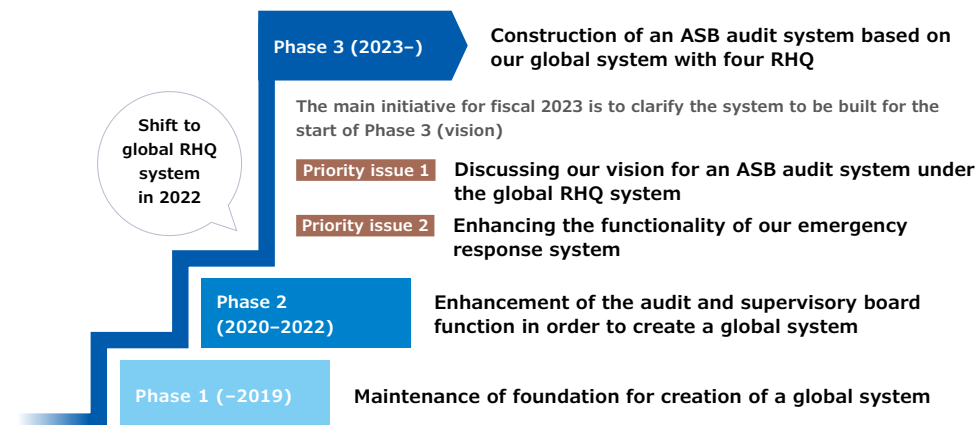 Phase 3 (2023–)
Construction of an ASB audit system based on
our global system with four RHQ
The main initiative for fiscal 2023 is to clarify the system to be built for the
start of Phase 3 (vision)
Shift to
global RHQ
system
in 2022
Priority issue 1
Discussing our vision for an ASB audit system under
the global RHQ system
Priority issue 2
Enhancing the functionality of our emergency
response system
Phase 2
(2020–2022)
Enhancement of the audit and supervisory board
function in order to create a global system
Phase 1 (–2019)
Maintenance of foundation for creation of a global system